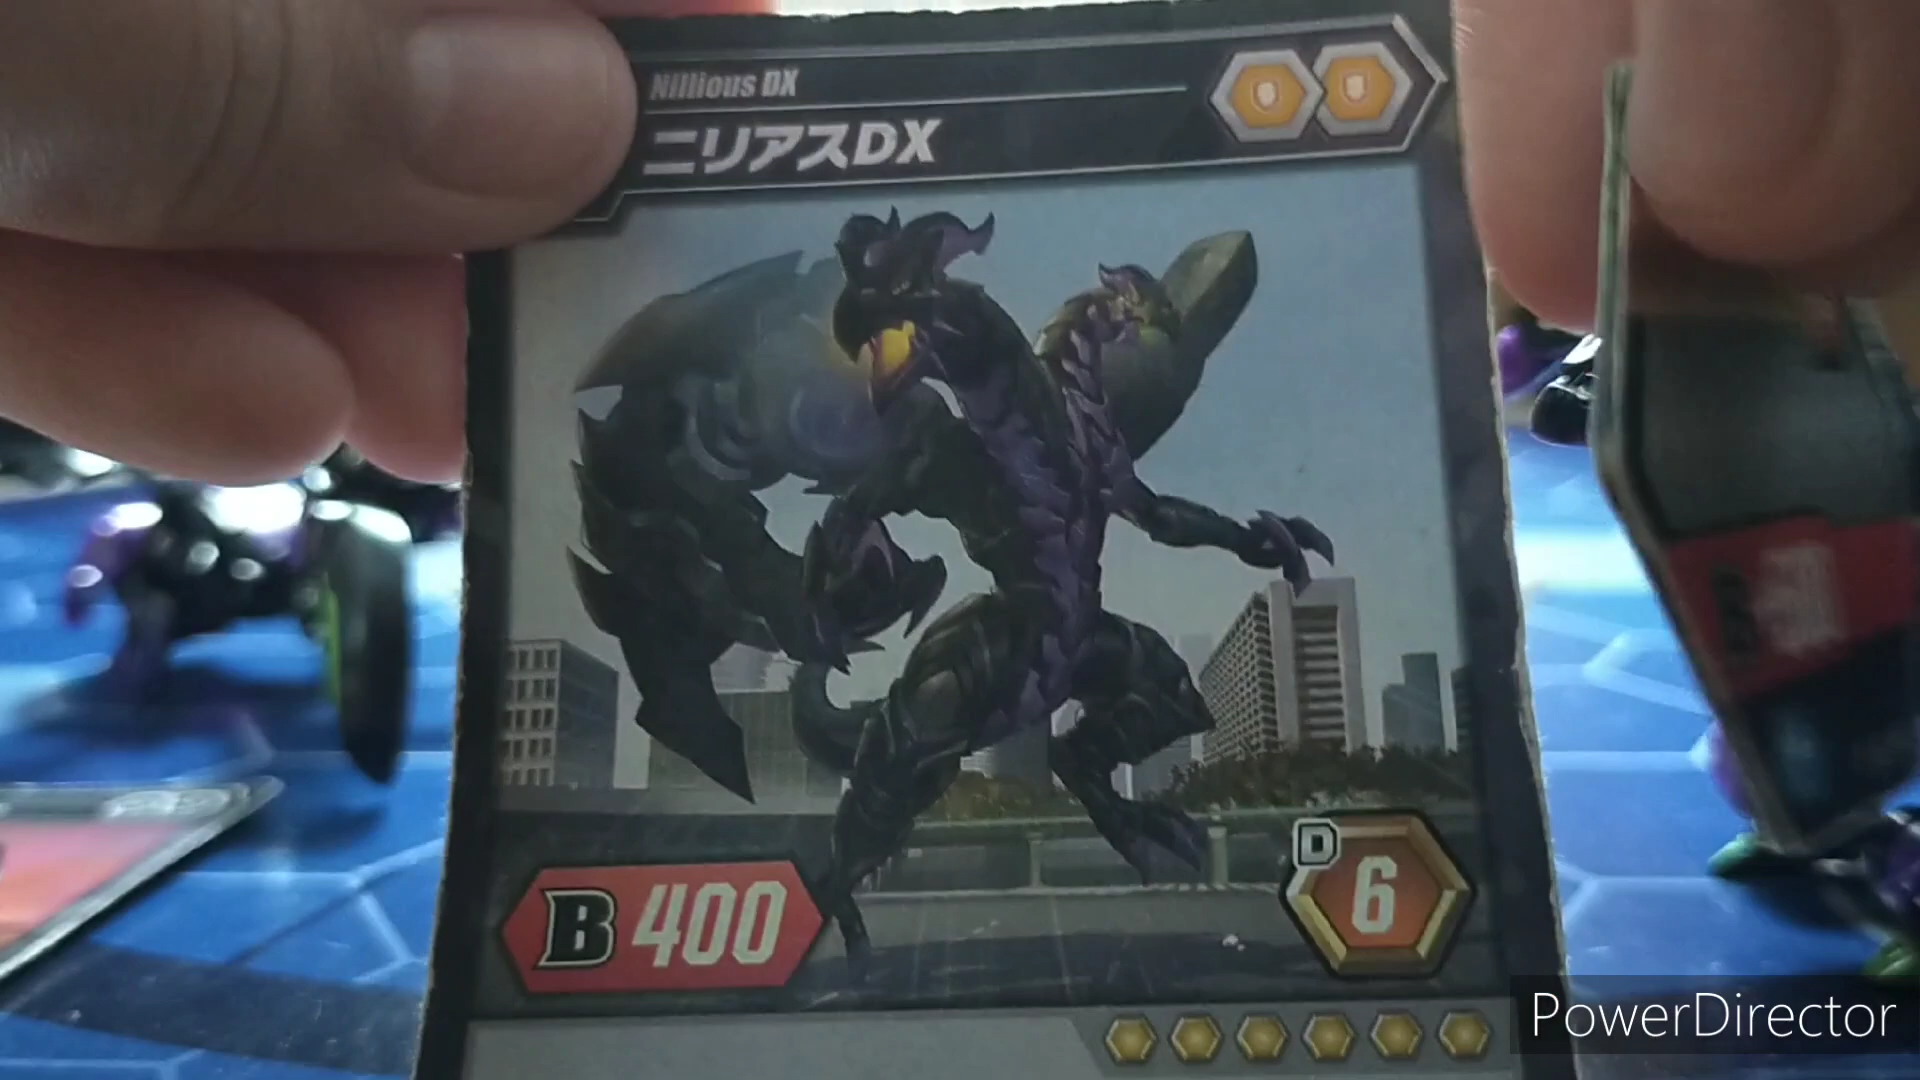 Nillious DX
ニリアスDX
B 400
D
6
PowerDirector